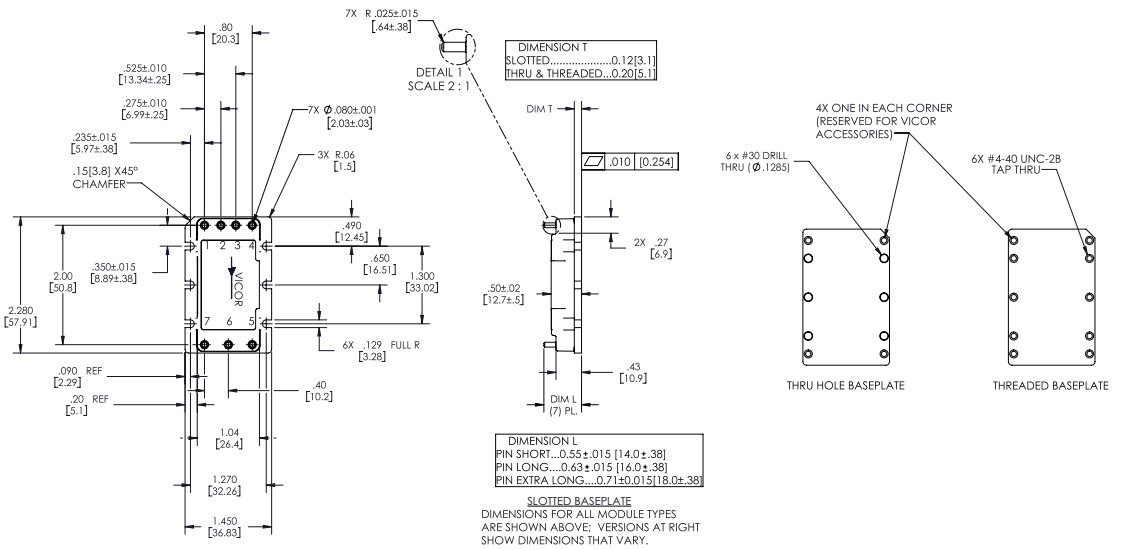 7X R .025±.015
[.64±.38]
DETAIL 1
SCALE 2 : 1
DIMENSION T
SLOTTED...................0.12[3.1]
THRU & THREADED...0.20[5.1]
.80
[20.3]
.525±.010
[13.34±.25]
.275±.010
[6.99±.25]
.235±.015
[5.97±.38]
.15[3.8] X45°
CHAMFER
7X Ø.080±.001
[2.03±.03]
3X R.06
[1.5]
DIM T
.010 [0.254]
4X ONE IN EACH CORNER
(RESERVED FOR VICOR
ACCESSORIES)
6 x #30 DRILL
THRU (Ø.1285)
6X #4-40 UNC-2B
TAP THRU
.490
[12.45]
.650
[16.51]
1.300
[33.02]
.350±.015
[8.89±.38]
2.00
[50.8]
2.280
[57.91]
1 2 3 4
VICOR
7 6 5
6X .129 FULL R
[3.28]
.090 REF
[2.29]
.20 REF
[5.1]
.40
[10.2]
1.04
[26.4]
1.270
[32.26]
1.450
[36.83]
2X .27
[6.9]
.50±.02
[12.7±.5]
.43
[10.9]
DIM L
(7) PL.
THRU HOLE BASEPLATE
THREADED BASEPLATE
DIMENSION L
PIN SHORT...0.55±.015 [14.0±.38]
PIN LONG....0.63±.015 [16.0±.38]
PIN EXTRA LONG....0.71±0.015[18.0±.38]
SLOTTED BASEPLATE
DIMENSIONS FOR ALL MODULE TYPES
ARE SHOWN ABOVE; VERSIONS AT RIGHT
SHOW DIMENSIONS THAT VARY.